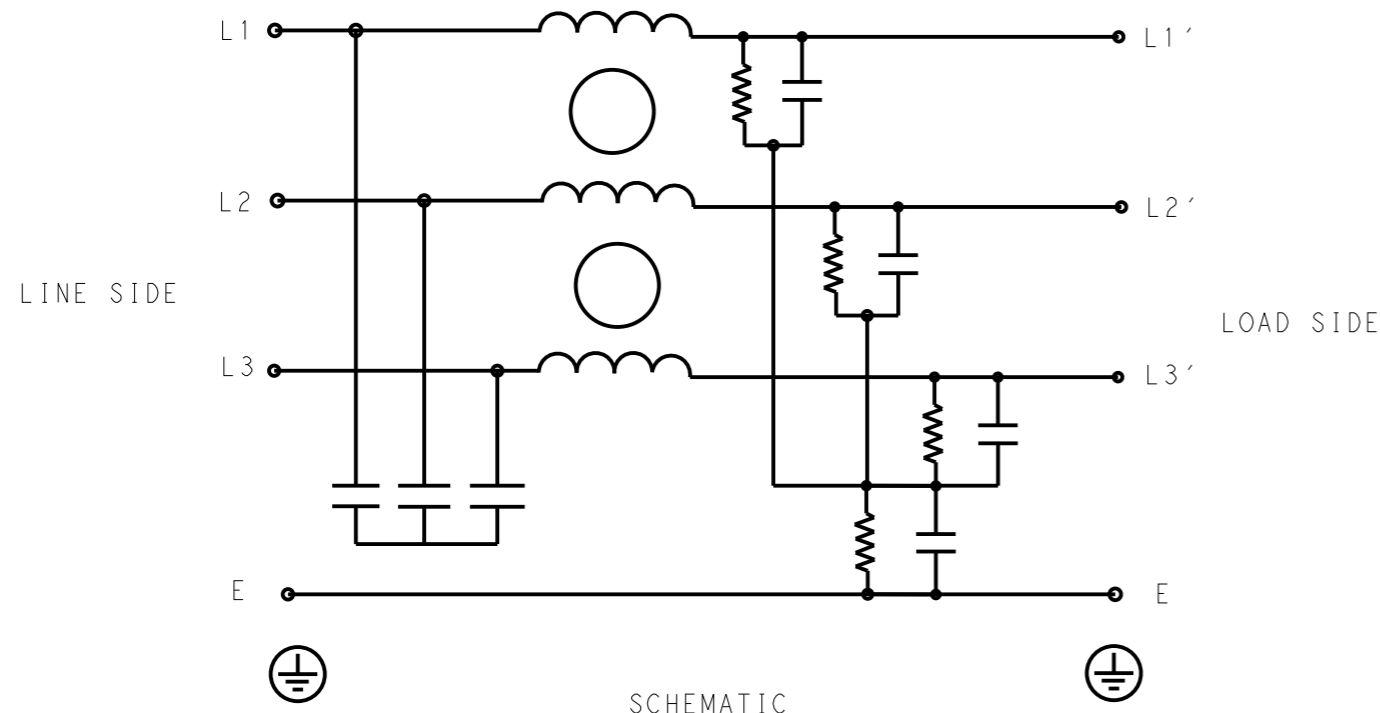 L1
L1′
L2
L2′
LINE SIDE
LOAD SIDE
L3
L3′
E
E
SCHEMATIC